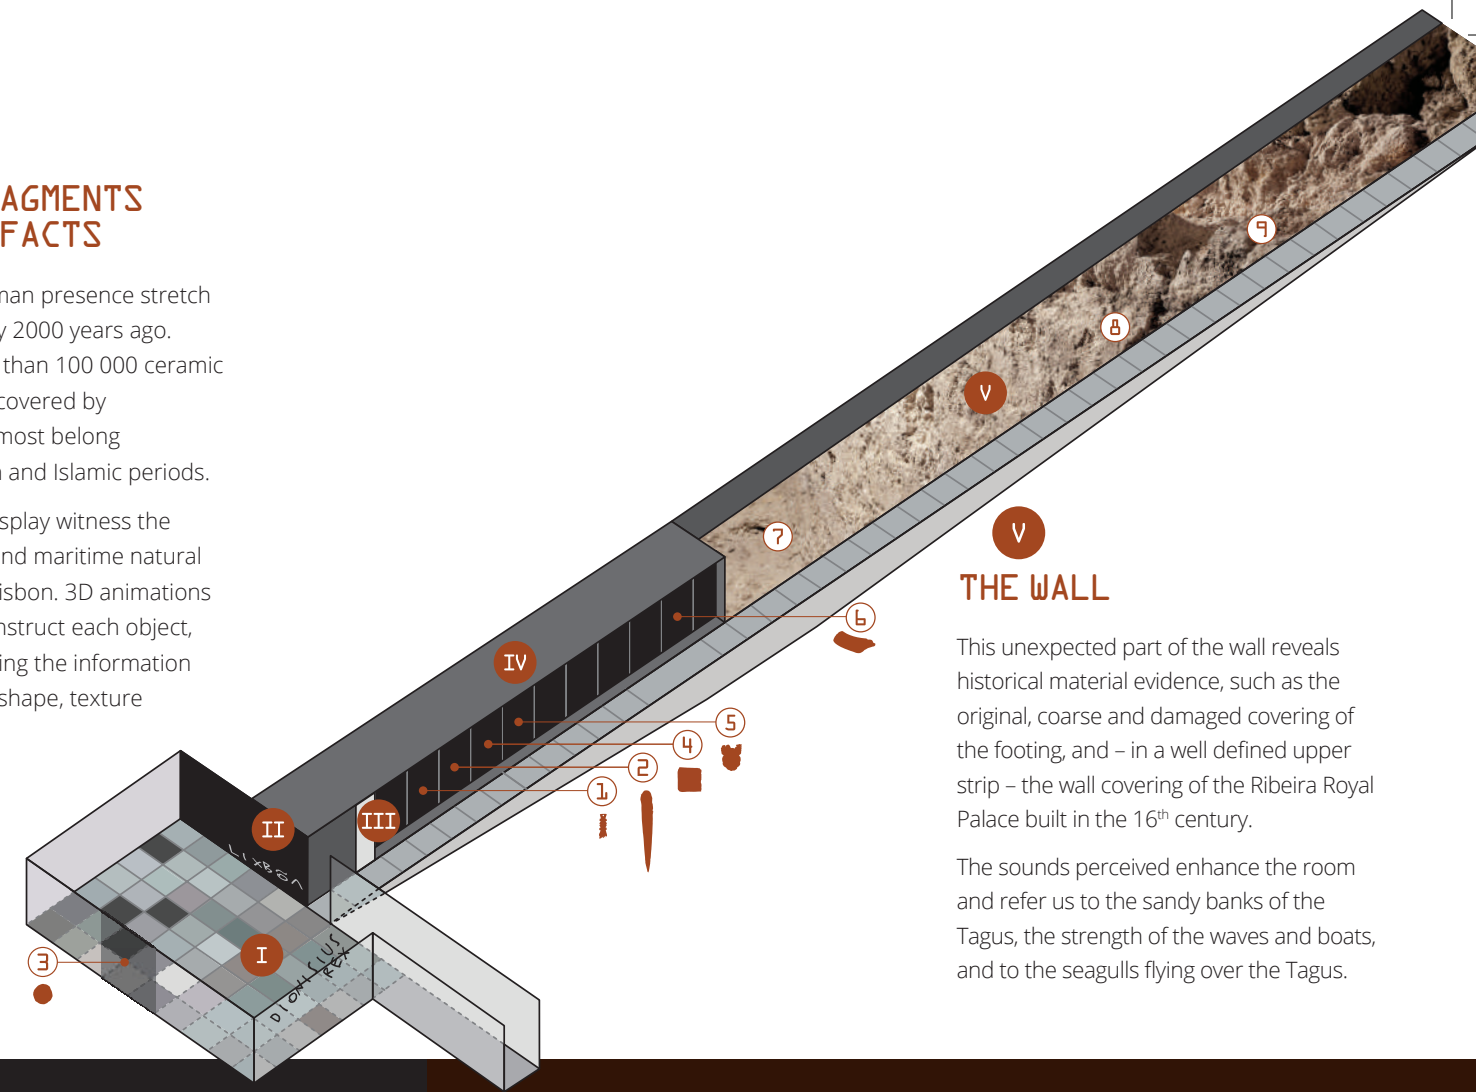 AGMENTS
FACTS
man presence stretch
y 2000 years ago.
than 100 000 ceramic
covered by
most belong
n and Islamic periods.
splay witness the
nd maritime natural
isbon. 3D animations
nstruct each object,
ing the information
shape, texture
9
8
V
7
6
IV
5
4
2
1
III
II
LIXBÕA
I
DIONISIUS
REX
3
V
THE WALL
This unexpected part of the wall reveals
historical material evidence, such as the
original, coarse and damaged covering of
the footing, and – in a well defined upper
strip – the wall covering of the Ribeira Royal
Palace built in the 16th century.
The sounds perceived enhance the room
and refer us to the sandy banks of the
Tagus, the strength of the waves and boats,
and to the seagulls flying over the Tagus.